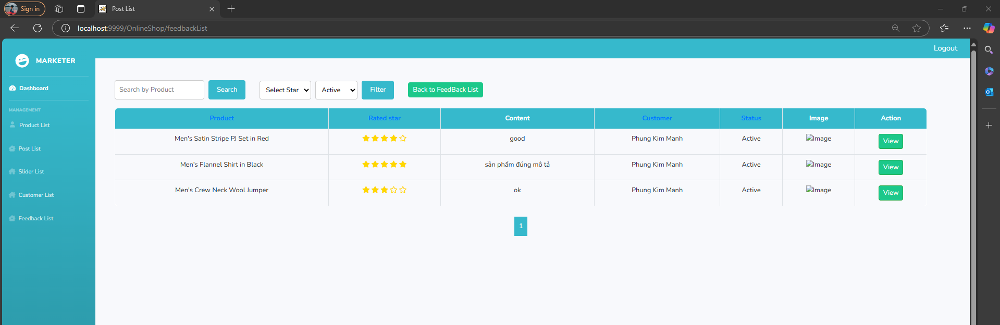 Sign in
Post List
localhost:9999/OnlineShop/feedbackList
Logout
MARKETER
Dashboard
MANAGEMENT
Product List
Post List
Slider List
Customer List
Feedback List
Search by Product Search Select Star Active Filter Back to FeedBack List
Product Rated star Content Customer Status Image Action
Men's Satin Stripe PJ Set in Red good Phung Kim Manh Active Image View
Men's Flannel Shirt in Black sản phẩm đúng mô tả Phung Kim Manh Active Image View
Men's Crew Neck Wool Jumper ok Phung Kim Manh Active Image View
1